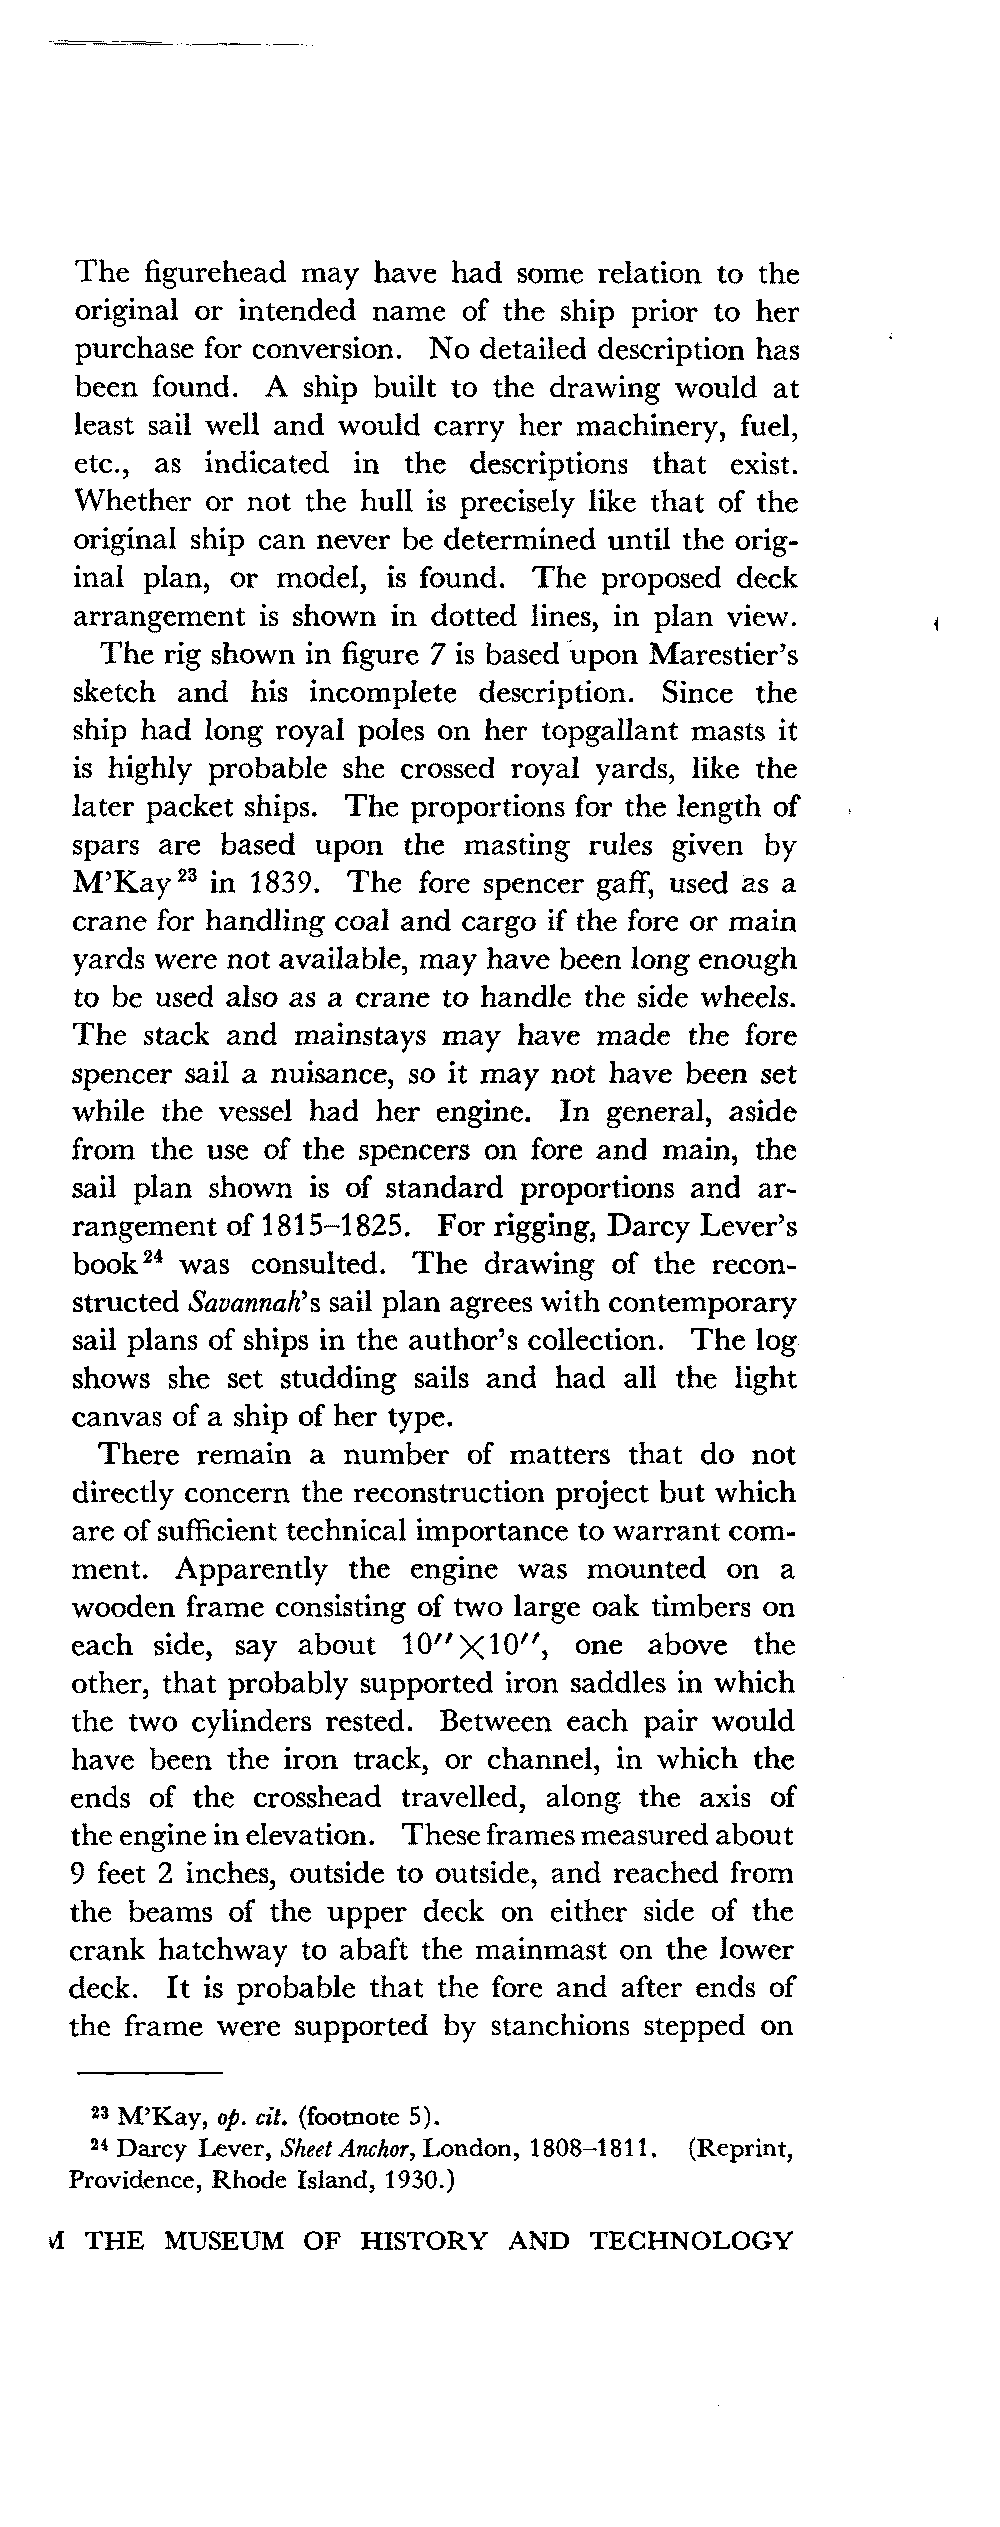 The figurehead may have had some relation to the
original or intended name of the ship prior to her
purchase for conversion. No detailed description has
been found. A ship built to the drawing would at
least sail well and would carry her machinery, fuel,
etc., as indicated in the descriptions that exist.
Whether or not the hull is precisely like that of the
original ship can never be determined until the orig-
inal plan, or model, is found. The proposed deck
arrangement is shown in dotted lines, in plan view.
The rig shown in figure 7 is based upon Marestier's
sketch and his incomplete description. Since the
ship had long royal poles on her topgallant masts it
is highly probable she crossed royal yards, like the
later packet ships. The proportions for the length of
spars are based upon the masting rules given by
M'Kay 23 in 1839. The fore spencer gaff, used as a
crane for handling coal and cargo if the fore or main
yards were not available, may have been long enough
to be used also as a crane to handle the side wheels.
The stack and mainstays may have made the fore
spencer sail a nuisance, so it may not have been set
while the vessel had her engine. In general, aside
from the use of the spencers on fore and main, the
sail plan shown is of standard proportions and ar-
rangement of 1815–1825. For rigging, Darcy Lever's
book 24 was consulted. The drawing of the recon-
structed Savannah's sail plan agrees with contemporary
sail plans of ships in the author's collection. The log
shows she set studding sails and had all the light
canvas of a ship of her type.
There remain a number of matters that do not
directly concern the reconstruction project but which
are of sufficient technical importance to warrant com-
ment. Apparently the engine was mounted on a
wooden frame consisting of two large oak timbers on
each side, say about 10″×10″, one above the
other, that probably supported iron saddles in which
the two cylinders rested. Between each pair would
have been the iron track, or channel, in which the
ends of the crosshead travelled, along the axis of
the engine in elevation. These frames measured about
9 feet 2 inches, outside to outside, and reached from
the beams of the upper deck on either side of the
crank hatchway to abaft the mainmast on the lower
deck. It is probable that the fore and after ends of
the frame were supported by stanchions stepped on
23 M'Kay, op. cit. (footnote 5).
24 Darcy Lever, Sheet Anchor, London, 1808–1811. (Reprint,
Providence, Rhode Island, 1930.)
THE MUSEUM OF HISTORY AND TECHNOLOGY